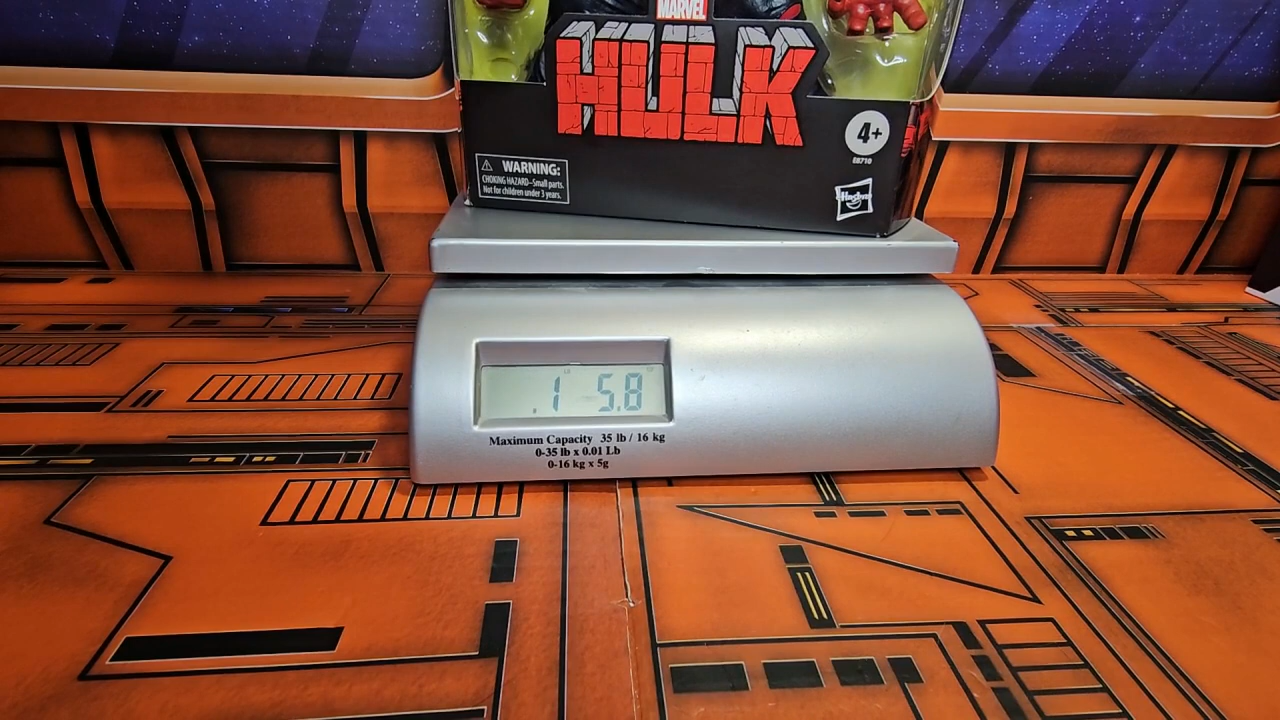 MARVEL
HULK
4+
E8710
WARNING:
CHOKING HAZARD–Small parts.
Not for children under 3 years.
Hasbro
.1 5.8
Maximum Capacity 35 lb / 16 kg
0-35 lb x 0.01 Lb
0-16 kg x 5g